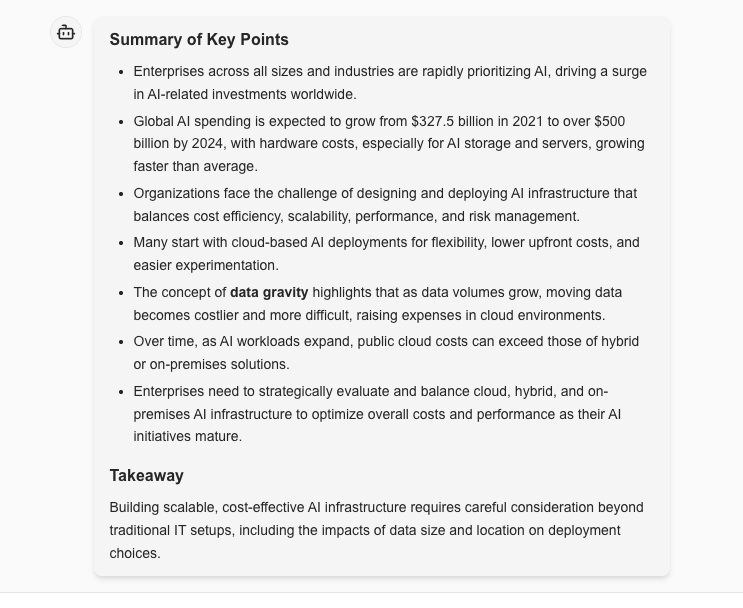 Summary of Key Points
• Enterprises across all sizes and industries are rapidly prioritizing AI, driving a surge
in AI-related investments worldwide.
• Global AI spending is expected to grow from $327.5 billion in 2021 to over $500
billion by 2024, with hardware costs, especially for AI storage and servers, growing
faster than average.
• Organizations face the challenge of designing and deploying AI infrastructure that
balances cost efficiency, scalability, performance, and risk management.
• Many start with cloud-based AI deployments for flexibility, lower upfront costs, and
easier experimentation.
• The concept of data gravity highlights that as data volumes grow, moving data
becomes costlier and more difficult, raising expenses in cloud environments.
• Over time, as AI workloads expand, public cloud costs can exceed those of hybrid
or on-premises solutions.
• Enterprises need to strategically evaluate and balance cloud, hybrid, and on-
premises AI infrastructure to optimize overall costs and performance as their AI
initiatives mature.
Takeaway
Building scalable, cost-effective AI infrastructure requires careful consideration beyond
traditional IT setups, including the impacts of data size and location on deployment
choices.